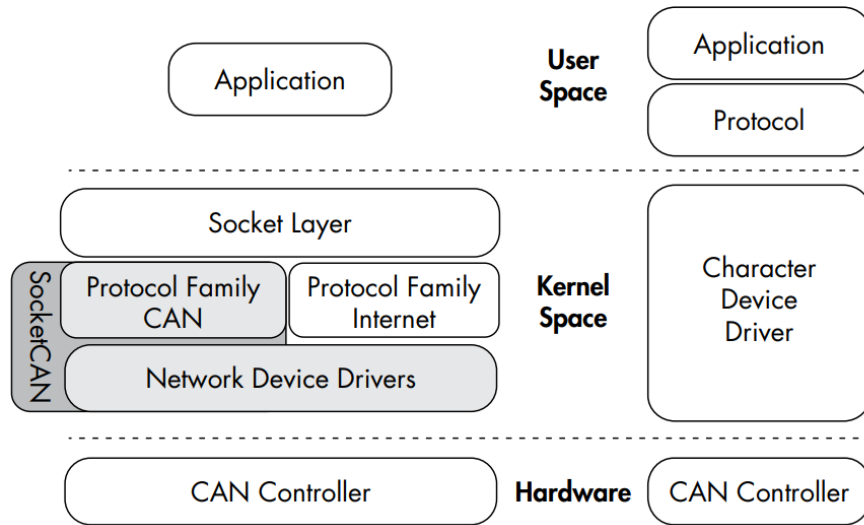 Application
User
Space
Application
Protocol
Socket Layer
SocketCAN
Protocol Family
CAN
Protocol Family
Internet
Network Device Drivers
Kernel
Space
Character
Device
Driver
CAN Controller
Hardware
CAN Controller